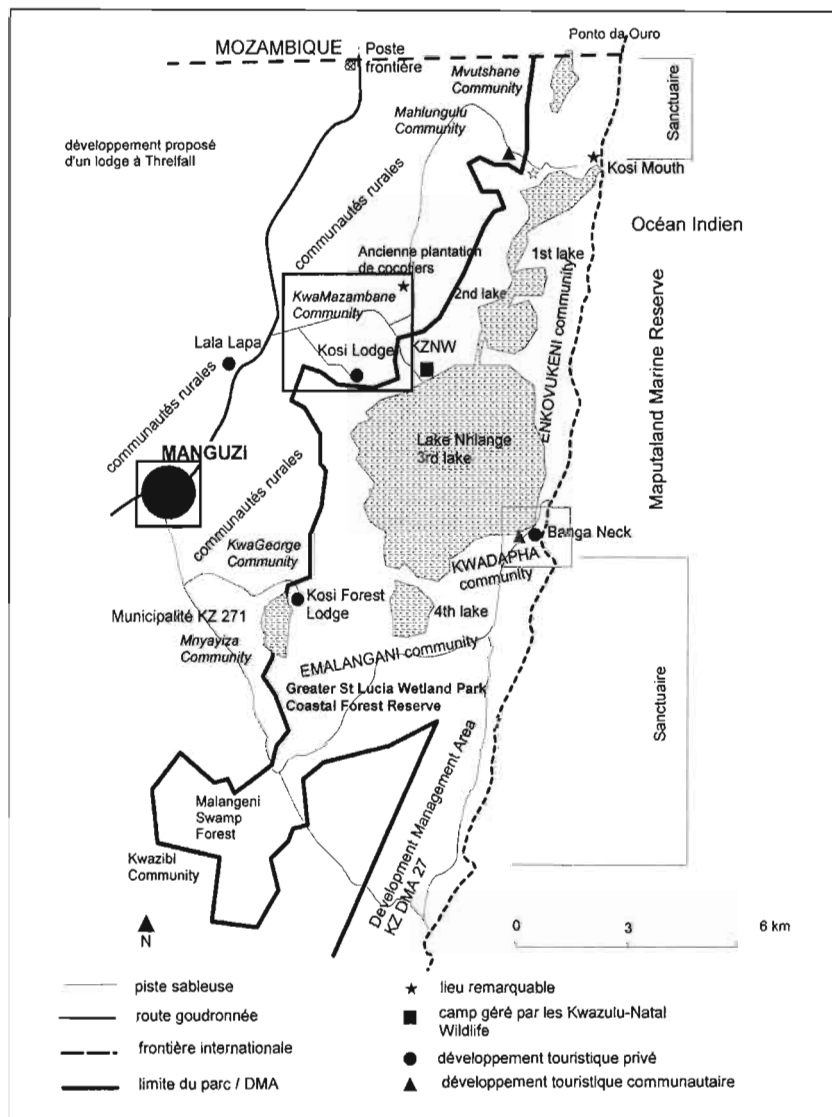 Ponto da Ouro
MOZAMBIQUE
Poste
frontière
Mvutshane
Community
Mahlungulu
Community
Sanctuaire
développement proposé
d'un lodge à Threlfall
Kosi Mouth
communautés rurales
Océan Indien
Ancienne plantation
de cocotiers
1st lake
KwaMazambane
Community
2nd lake
Lala Lapa
Kosi Lodge
KZNW
ENKOVUKENI community
Maputaland Marine Reserve
communautés rurales
MANGUZI
Lake Nhlange
3rd lake
communautés rurales
Banga Neck
KwaGeorge
Community
KWADAPHA
community
Kosi Forest
Lodge
4th lake
Municipalité KZ 271
Mnyayiza
Community
EMALANGANI community
Greater St Lucia Wetland Park
Coastal Forest Reserve
Sanctuaire
Malangeni
Swamp
Forest
Kwazibi
Community
Development Management Area
KZ DMA 27
N
0 3 6 km
piste sableuse
route goudronnée
frontière internationale
limite du parc / DMA
lieu remarquable
camp géré par les Kwazulu-Natal
Wildlife
développement touristique privé
développement touristique communautaire